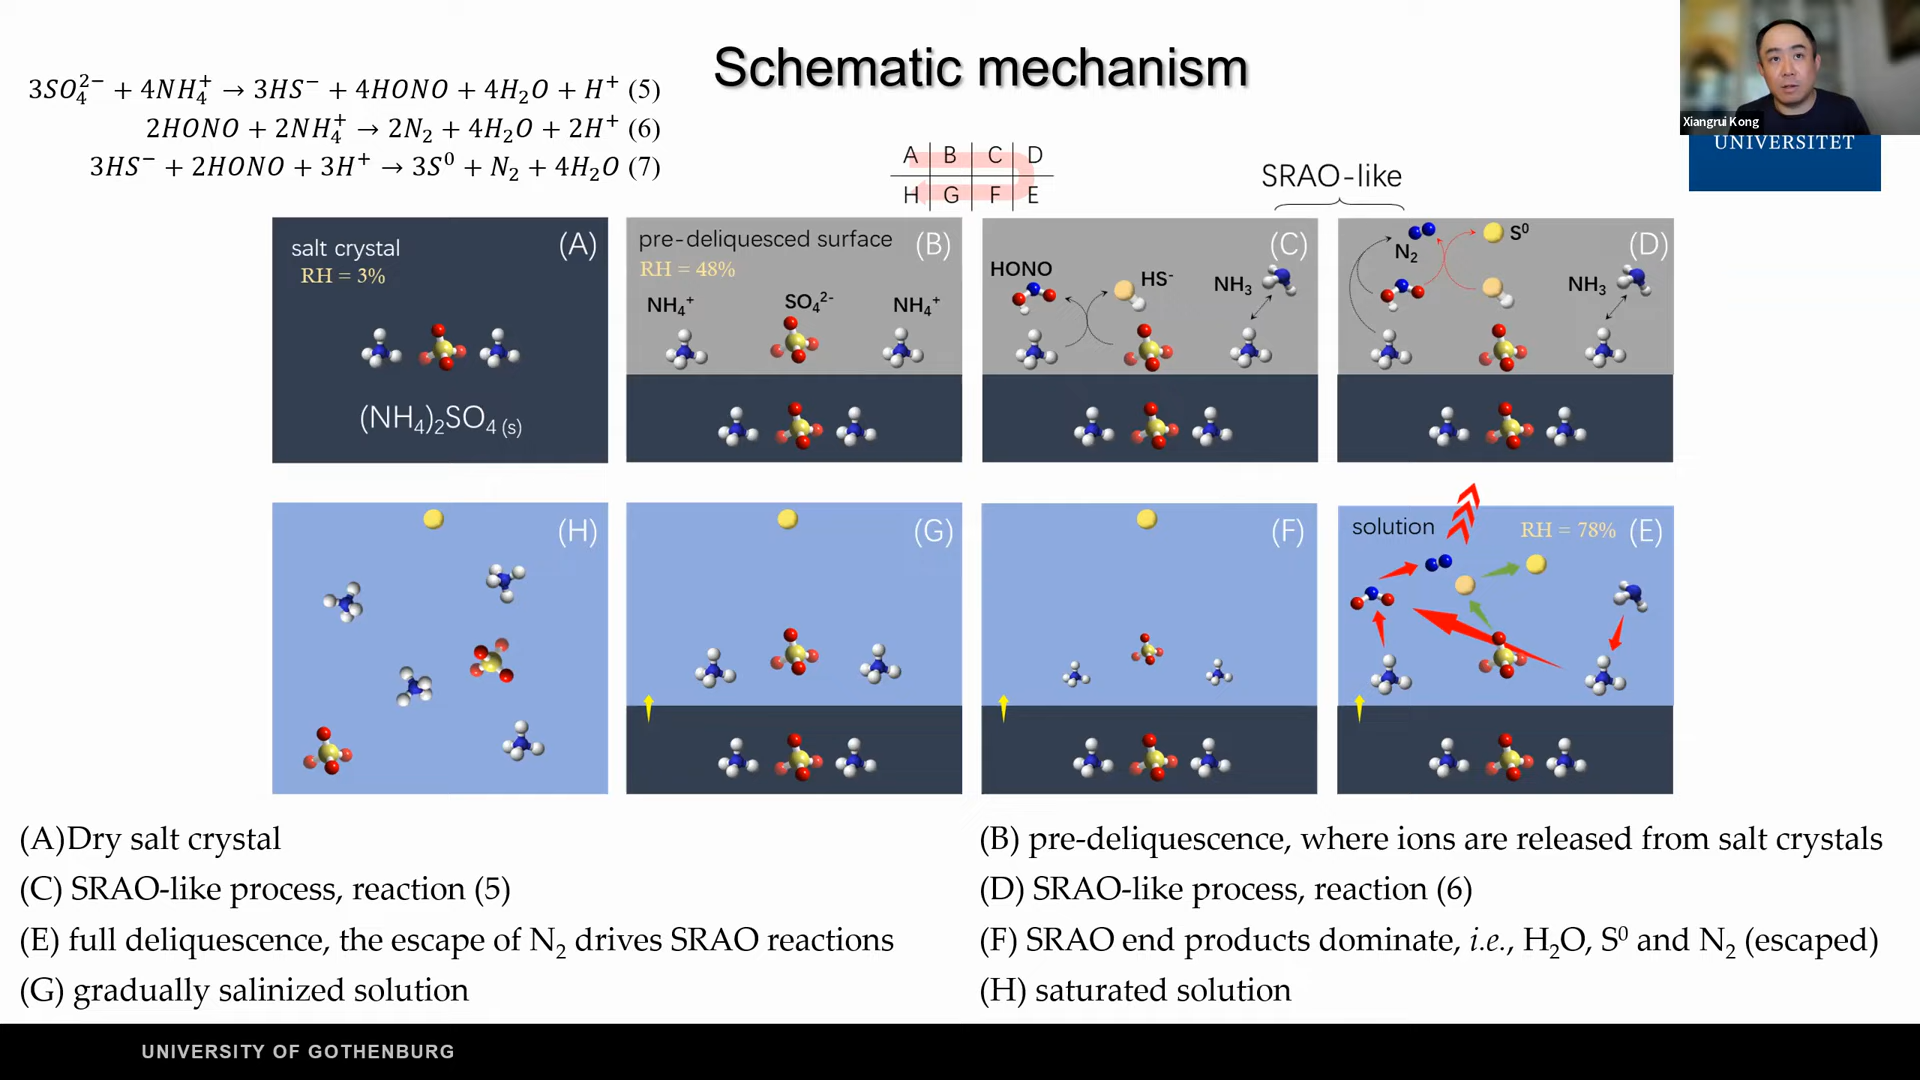 Schematic mechanism
3SO₄²⁻ + 4NH₄⁺ → 3HS⁻ + 4HONO + 4H₂O + H⁺ (5)
2HONO + 2NH₄⁺ → 2N₂ + 4H₂O + 2H⁺ (6)
3HS⁻ + 2HONO + 3H⁺ → 3S⁰ + N₂ + 4H₂O (7)
Xiangrui Kong
UNIVERSITET
A B C D
H G F E
SRAO-like
salt crystal (A)
RH = 3%
(NH₄)₂SO₄ (s)
pre-deliquesced surface (B)
RH = 48%
NH₄⁺ SO₄²⁻ NH₄⁺
(C)
HONO HS⁻ NH₃
(D)
N₂ S⁰
NH₃
(H)
(G)
(F)
solution RH = 78% (E)
(A)Dry salt crystal
(B) pre-deliquescence, where ions are released from salt crystals
(C) SRAO-like process, reaction (5)
(D) SRAO-like process, reaction (6)
(E) full deliquescence, the escape of N₂ drives SRAO reactions
(F) SRAO end products dominate, i.e., H₂O, S⁰ and N₂ (escaped)
(G) gradually salinized solution
(H) saturated solution
UNIVERSITY OF GOTHENBURG